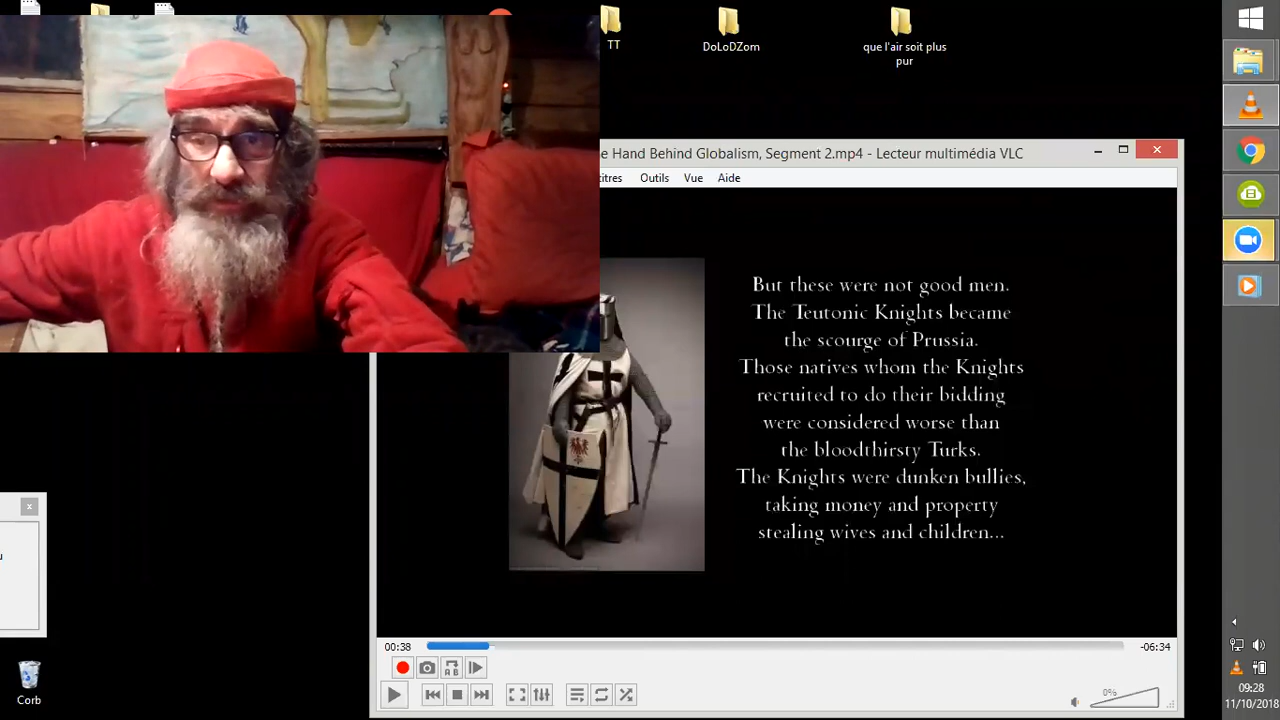 TT
DoLoDZom
que l'air soit plus
pur
e Hand Behind Globalism, Segment 2.mp4 - Lecteur multimédia VLC
titres Outils Vue Aide
But these were not good men.
The Teutonic Knights became
the scourge of Prussia.
Those natives whom the Knights
recruited to do their bidding
were considered worse than
the bloodthirsty Turks.
The Knights were dunken bullies,
taking money and property
stealing wives and children...
00:38
-06:34
A B
0%
x
u
Corb
09:28
11/10/2018